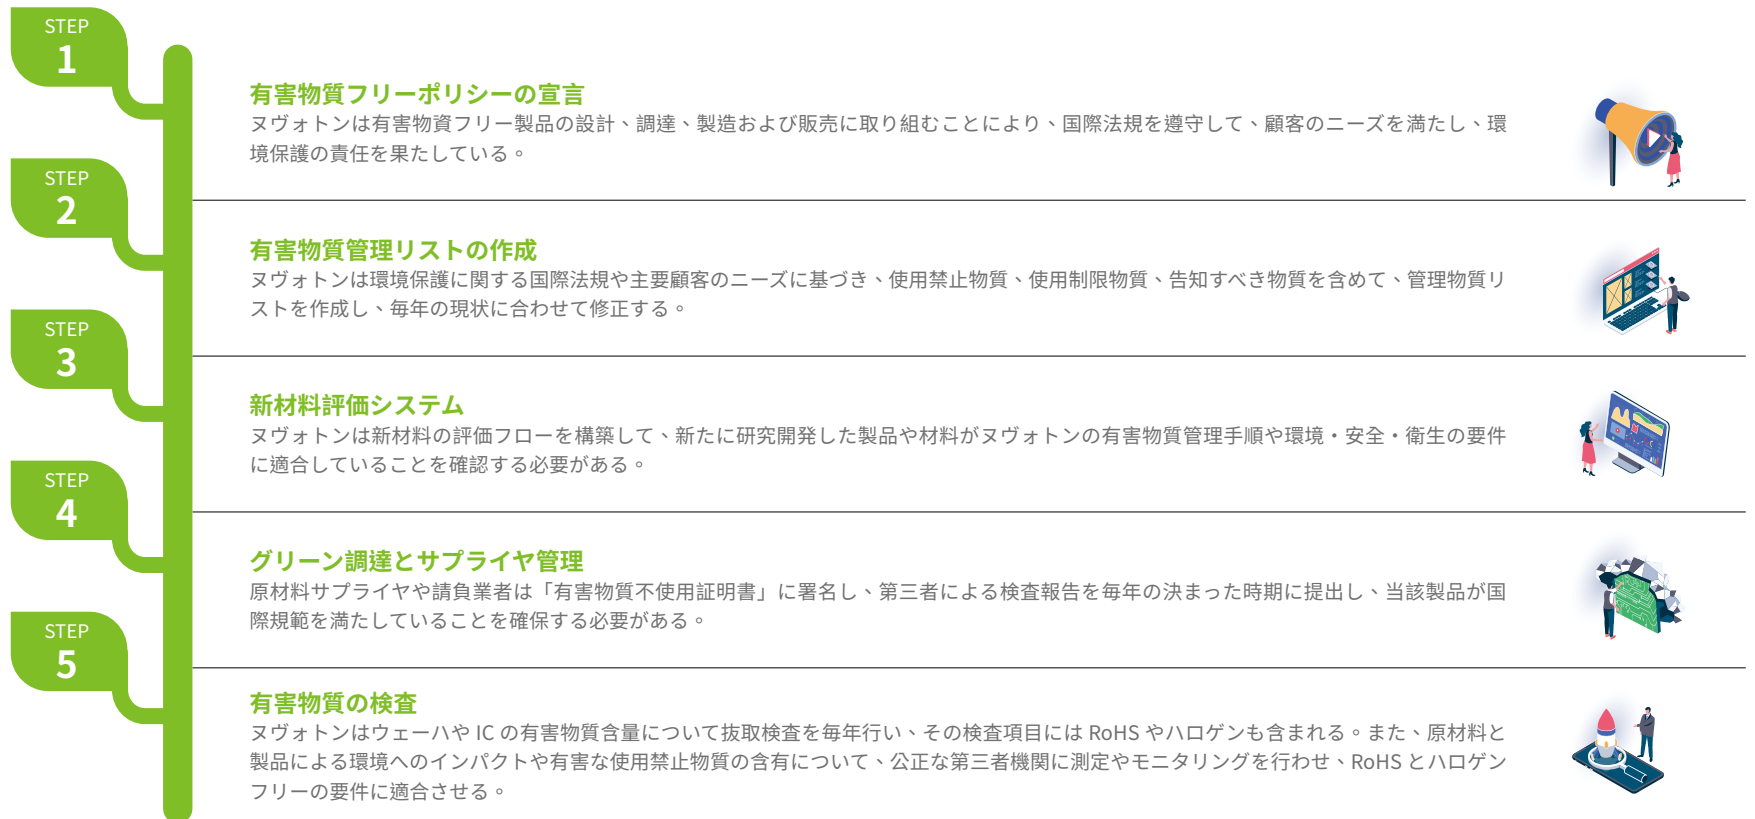 STEP
1
有害物質フリーポリシーの宣言
ヌヴォトンは有害物資フリー製品の設計、調達、製造および販売に取り組むことにより、国際法規を遵守して、顧客のニーズを満たし、環
境保護の責任を果たしている。
STEP
2
有害物質管理リストの作成
ヌヴォトンは環境保護に関する国際法規や主要顧客のニーズに基づき、使用禁止物質、使用制限物質、告知すべき物質を含めて、管理物質リ
ストを作成し、毎年の現状に合わせて修正する。
STEP
3
新材料評価システム
ヌヴォトンは新材料の評価フローを構築して、新たに研究開発した製品や材料がヌヴォトンの有害物質管理手順や環境・安全・衛生の要件
に適合していることを確認する必要がある。
STEP
4
グリーン調達とサプライヤ管理
原材料サプライヤや請負業者は「有害物質不使用証明書」に署名し、第三者による検査報告を毎年の決まった時期に提出し、当該製品が国
際規範を満たしていることを確保する必要がある。
STEP
5
有害物質の検査
ヌヴォトンはウェーハや IC の有害物質含量について抜取検査を毎年行い、その検査項目には RoHS やハロゲンも含まれる。また、原材料と
製品による環境へのインパクトや有害な使用禁止物質の含有について、公正な第三者機関に測定やモニタリングを行わせ、RoHS とハロゲン
フリーの要件に適合させる。